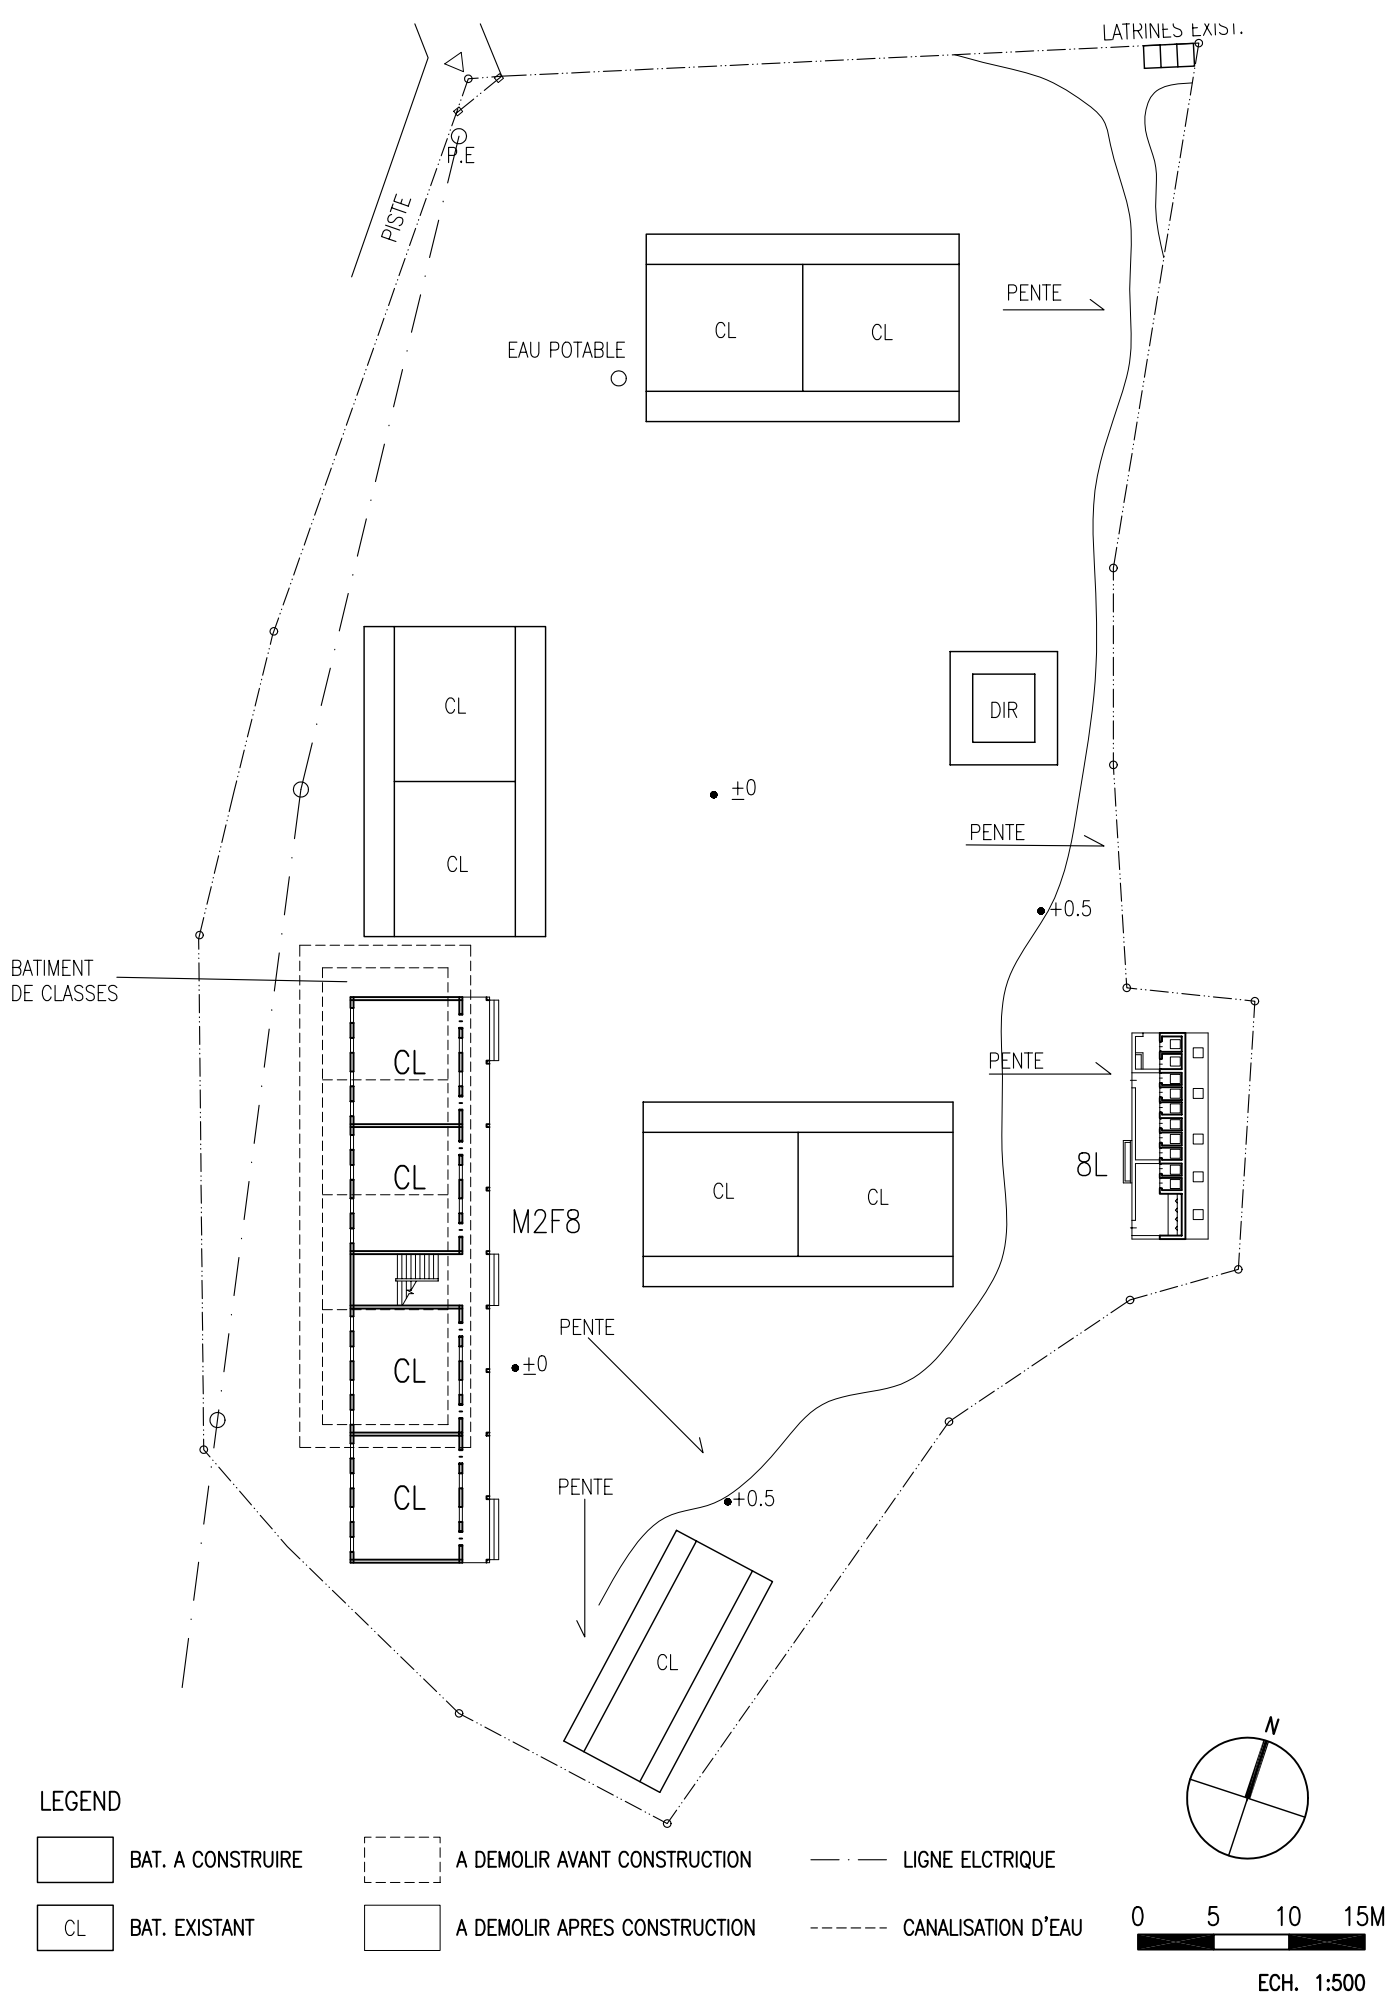 LATRINES EXIST.
P.E
PISTE
PENTE
CL
CL
EAU POTABLE
CL
DIR
±0
PENTE
CL
+0.5
BATIMENT
DE CLASSES
CL
PENTE
8L
CL
CL
CL
M2F8
PENTE
±0
CL
PENTE
CL
+0.5
CL
N
LEGEND
BAT. A CONSTRUIRE
A DEMOLIR AVANT CONSTRUCTION
LIGNE ELCTRIQUE
CL
BAT. EXISTANT
A DEMOLIR APRES CONSTRUCTION
CANALISATION D'EAU
0 5 10 15M
ECH. 1:500